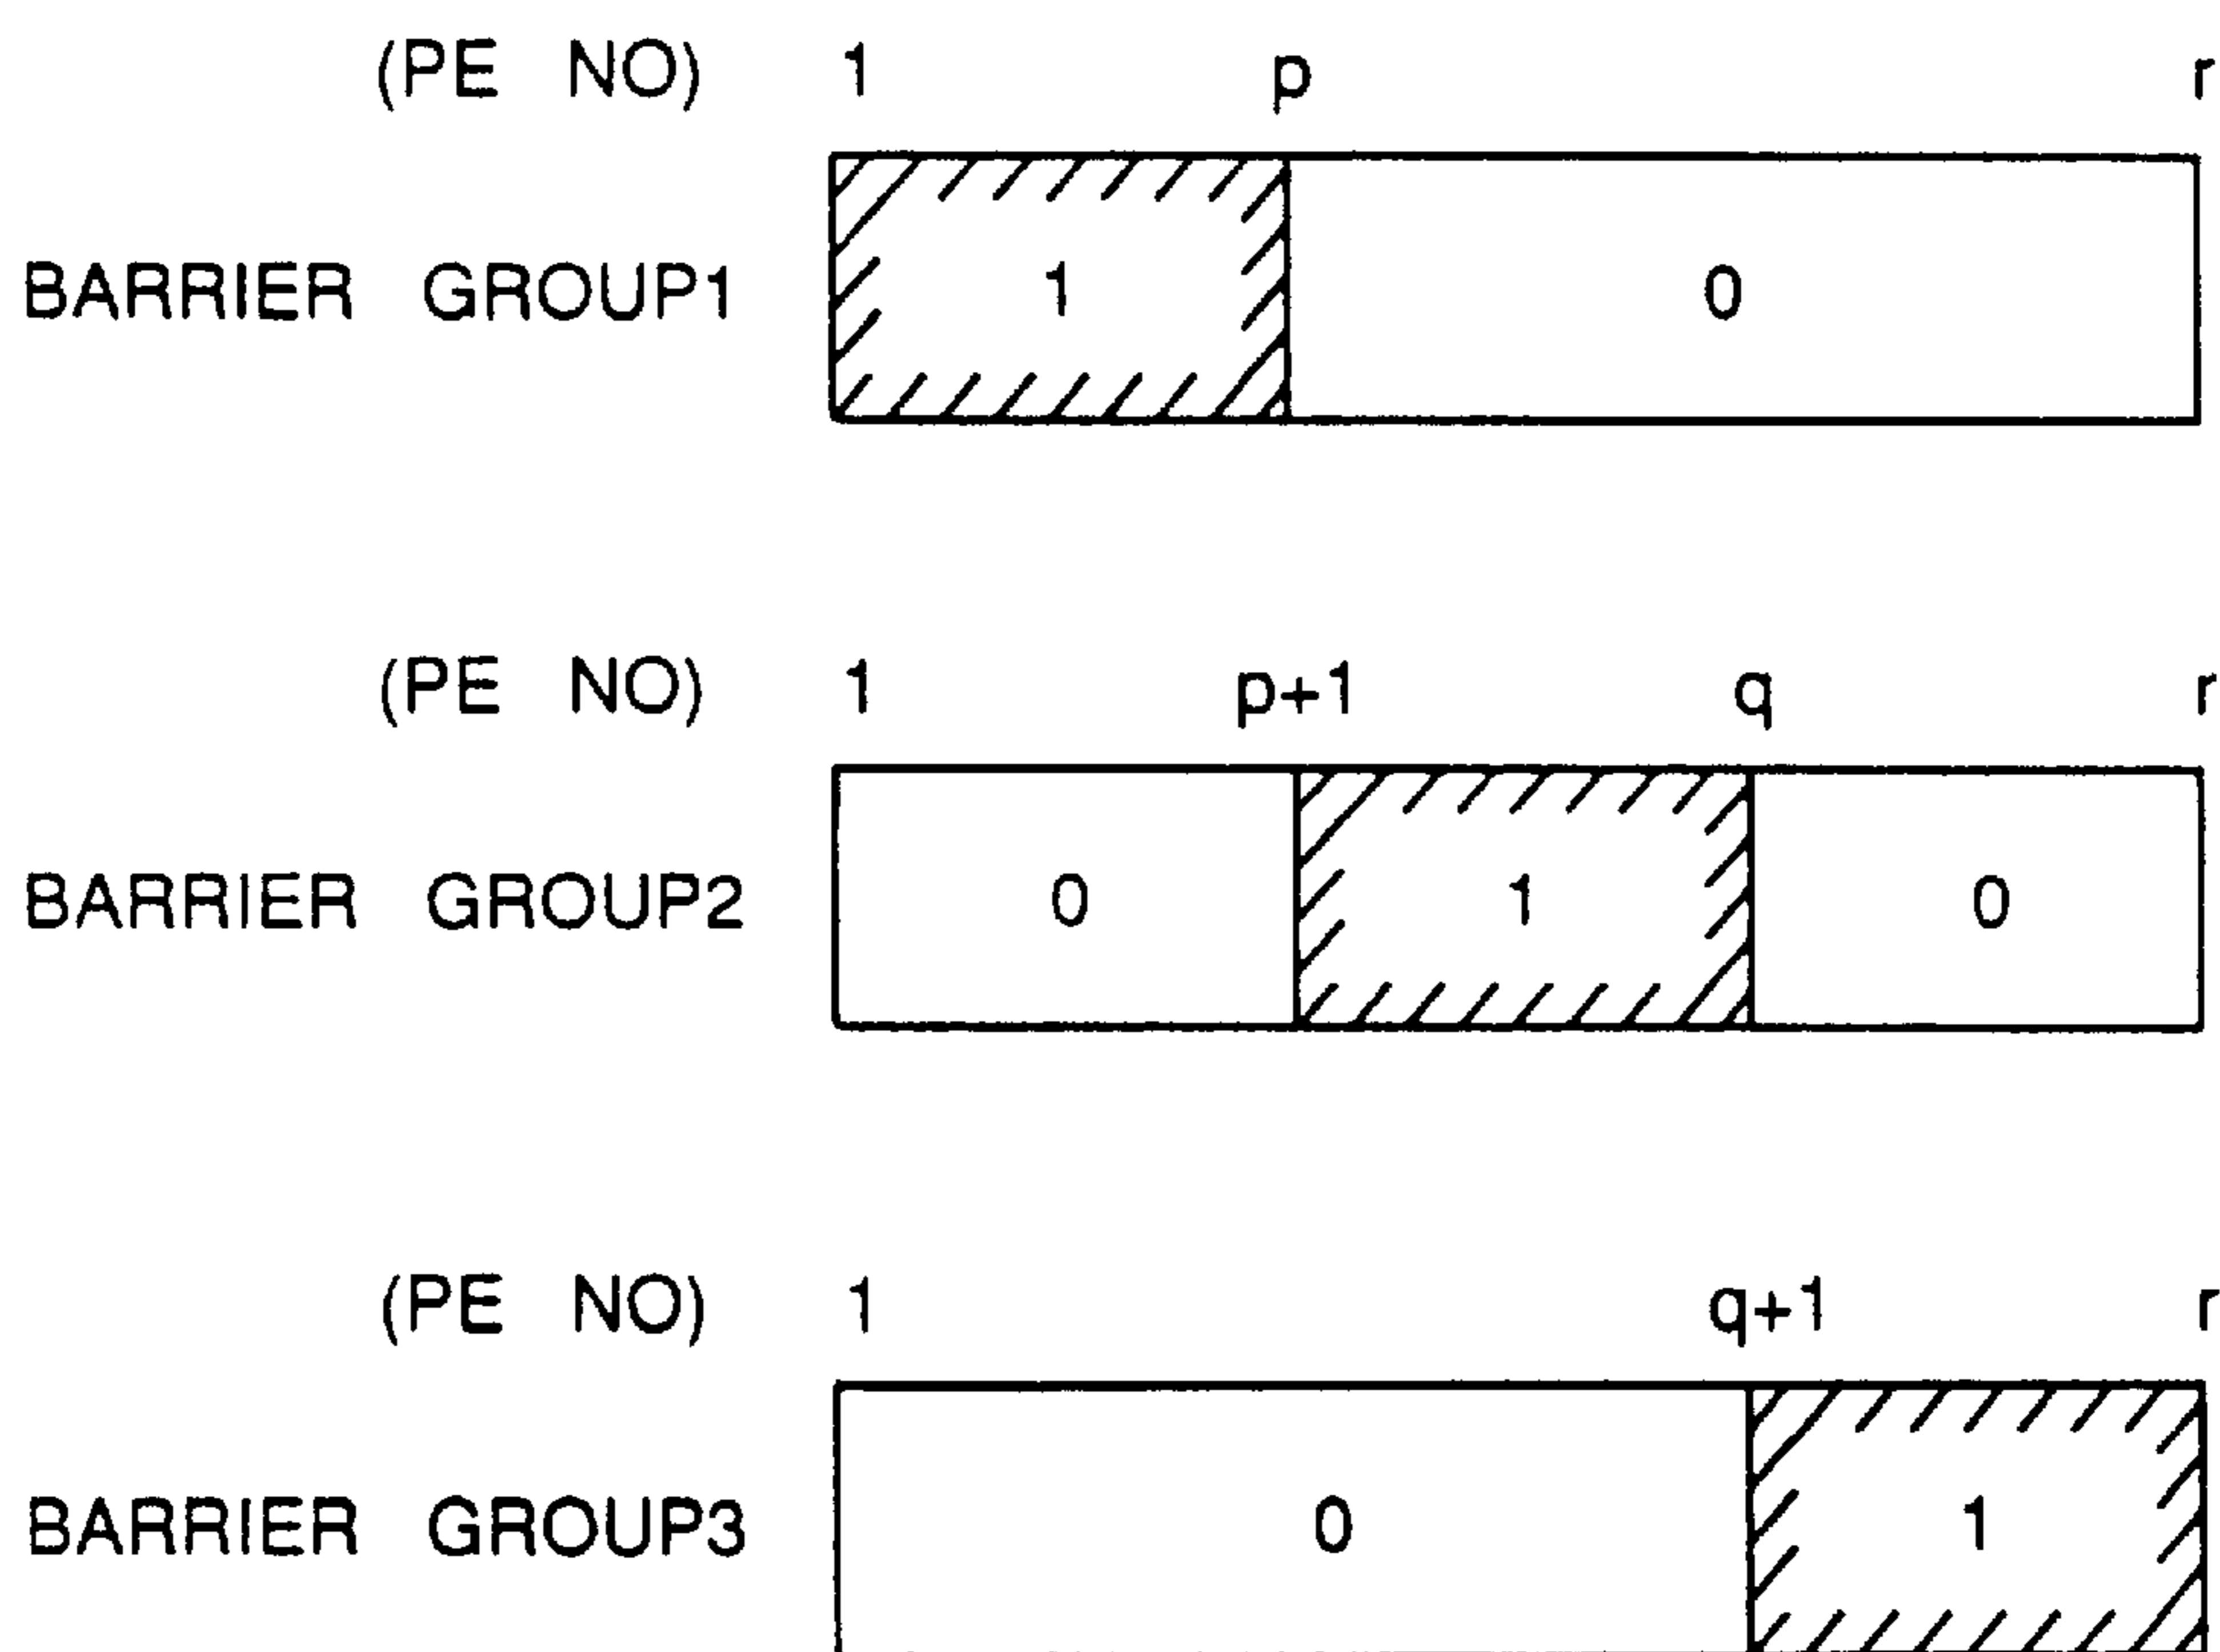 (PE NO) 1 p r
BARRIER GROUP1 1 0
(PE NO) 1 p+1 q r
BARRIER GROUP2 0 1 0
(PE NO) 1 q+1 r
BARRIER GROUP3 0 1